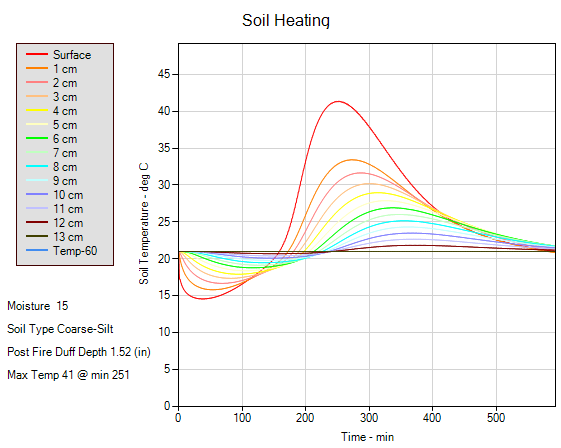 Soil Heating
Surface
1 cm
2 cm
3 cm
4 cm
5 cm
6 cm
7 cm
8 cm
9 cm
10 cm
11 cm
12 cm
13 cm
Temp-60
Moisture 15
Soil Type Coarse-Silt
Post Fire Duff Depth 1.52 (in)
Max Temp 41 @ min 251
Soil Temperature - deg C
45
40
35
30
25
20
15
10
5
0
0 100 200 300 400 500
Time - min